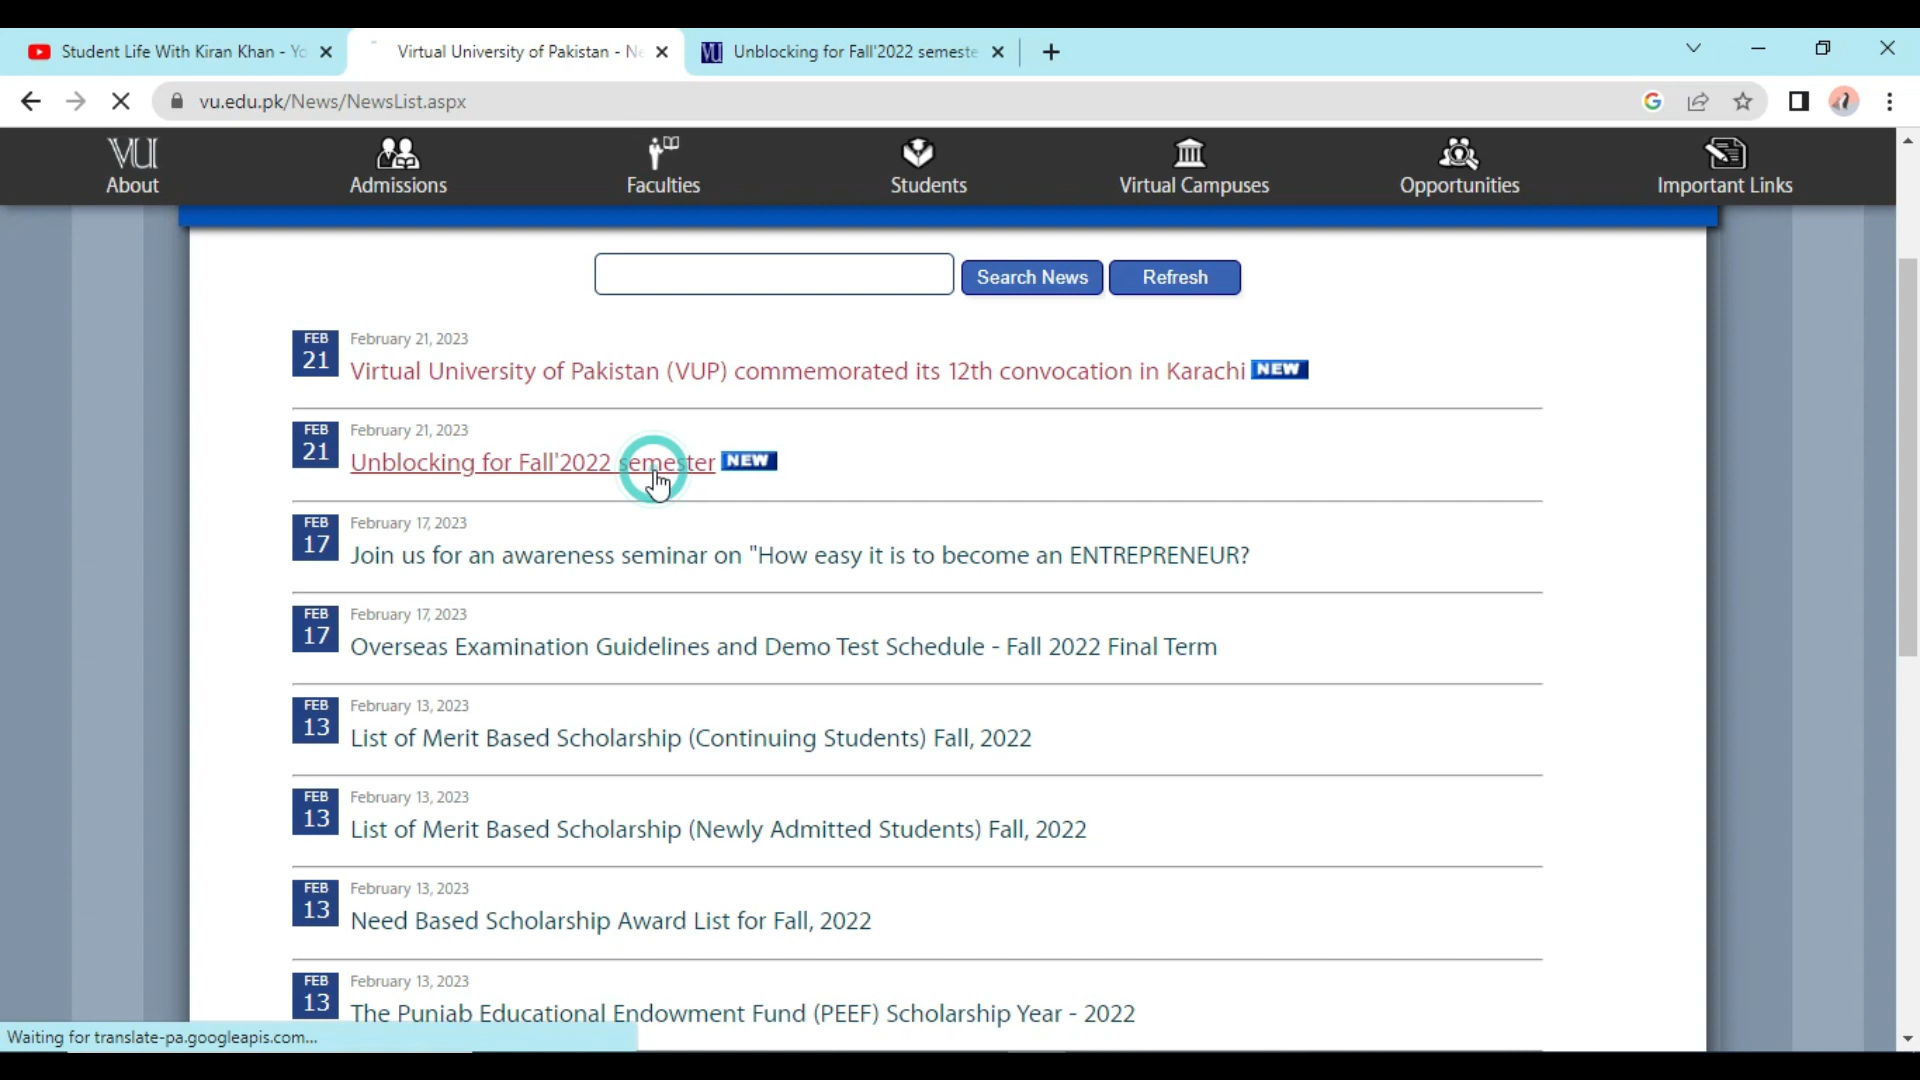 Student Life With Kiran Khan - Yo
Virtual University of Pakistan - Ne
VU Unblocking for Fall'2022 semeste
vu.edu.pk/News/NewsList.aspx
VU
About
Admissions
Faculties
Students
Virtual Campuses
Opportunities
Important Links
Search News
Refresh
FEB
21
February 21, 2023
Virtual University of Pakistan (VUP) commemorated its 12th convocation in Karachi NEW
FEB
21
February 21, 2023
Unblocking for Fall'2022 semester NEW
FEB
17
February 17, 2023
Join us for an awareness seminar on "How easy it is to become an ENTREPRENEUR?
FEB
17
February 17, 2023
Overseas Examination Guidelines and Demo Test Schedule - Fall 2022 Final Term
FEB
13
February 13, 2023
List of Merit Based Scholarship (Continuing Students) Fall, 2022
FEB
13
February 13, 2023
List of Merit Based Scholarship (Newly Admitted Students) Fall, 2022
FEB
13
February 13, 2023
Need Based Scholarship Award List for Fall, 2022
FEB
13
February 13, 2023
The Punjab Educational Endowment Fund (PEEF) Scholarship Year - 2022
Waiting for translate-pa.googleapis.com...